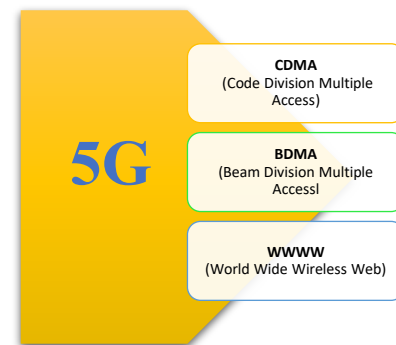 5G
CDMA
(Code Division Multiple
Access)
BDMA
(Beam Division Multiple
Accessl
WWWW
(World Wide Wireless Web)